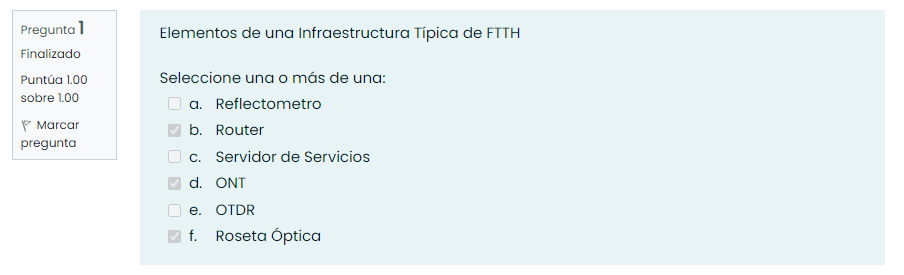 Pregunta 1
Finalizado
Puntúa 1.00
sobre 1.00
Marcar
pregunta
Elementos de una Infraestructura Típica de FTTH
Seleccione una o más de una:
a. Reflectometro
b. Router
c. Servidor de Servicios
d. ONT
e. OTDR
f. Roseta Óptica